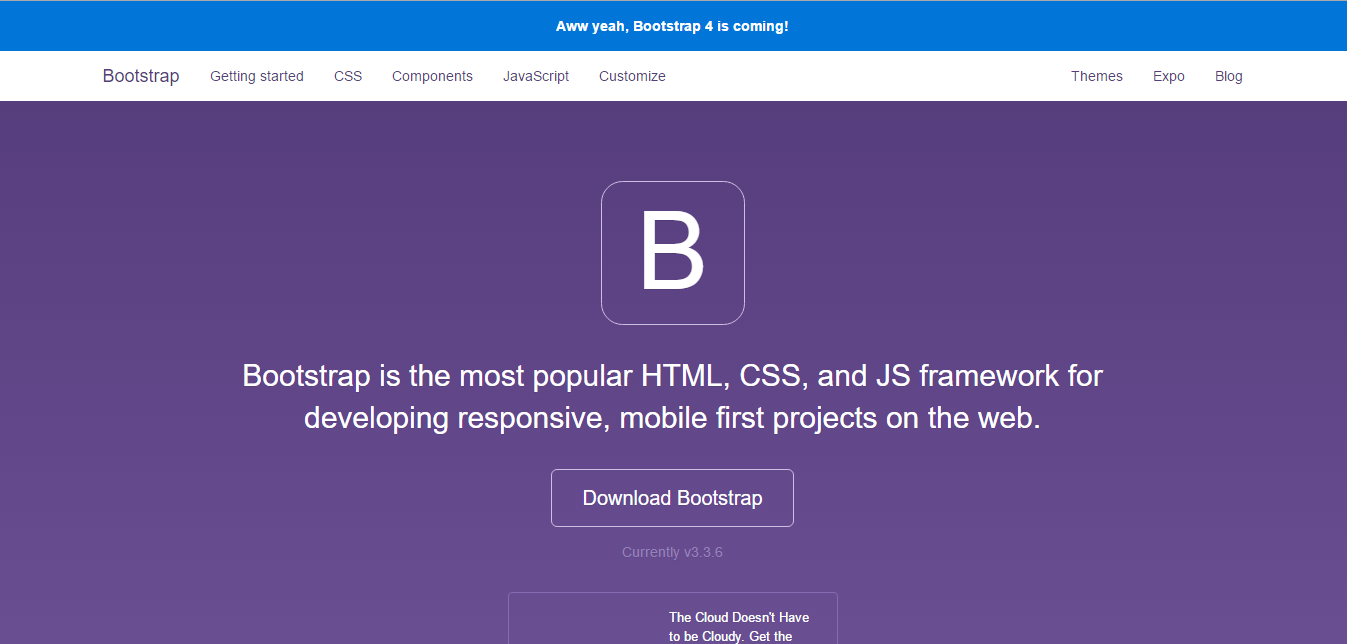 Aww yeah, Bootstrap 4 is coming!
Bootstrap Getting started CSS Components JavaScript Customize Themes Expo Blog
B
Bootstrap is the most popular HTML, CSS, and JS framework for
developing responsive, mobile first projects on the web.
Download Bootstrap
Currently v3.3.6
The Cloud Doesn't Have
to be Cloudy. Get the